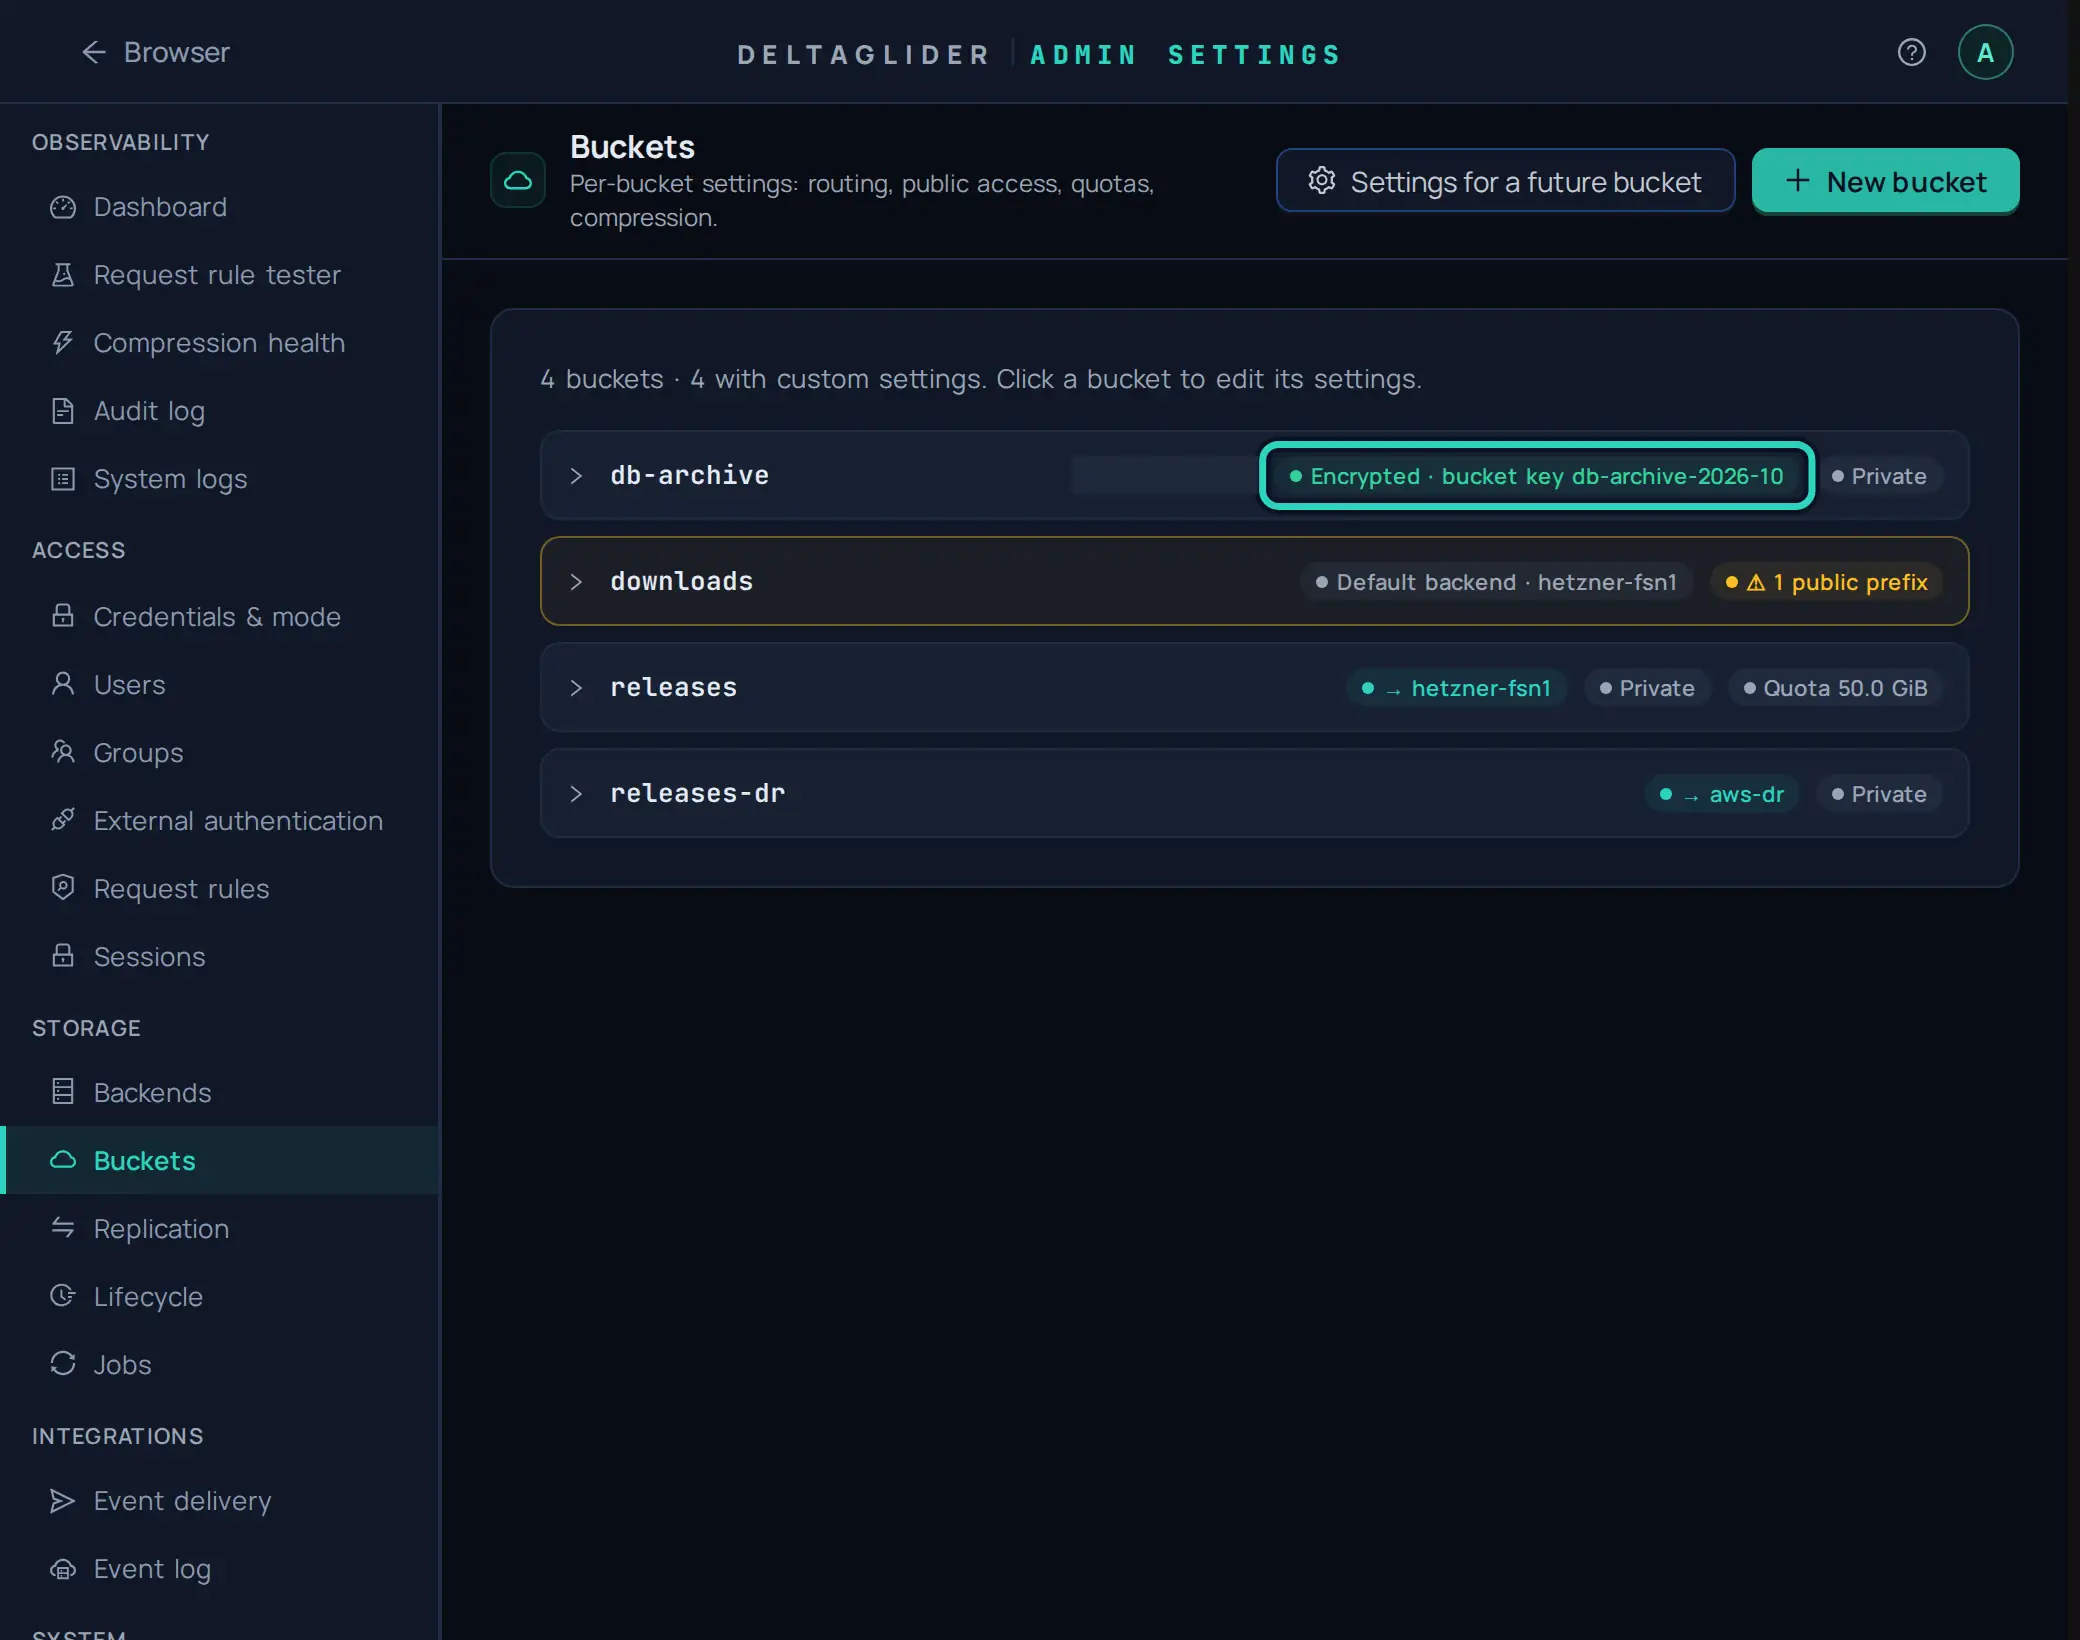 Browser
DELTAGLIDER ADMIN SETTINGS
A
OBSERVABILITY
Dashboard
Request rule tester
Compression health
Audit log
System logs
ACCESS
Credentials & mode
Users
Groups
External authentication
Request rules
Sessions
STORAGE
Backends
Buckets
Replication
Lifecycle
Jobs
INTEGRATIONS
Event delivery
Event log
SYSTEM
Buckets
Per-bucket settings: routing, public access, quotas,
compression.
Settings for a future bucket
+ New bucket
4 buckets · 4 with custom settings. Click a bucket to edit its settings.
db-archive Encrypted · bucket key db-archive-2026-10 Private
downloads Default backend · hetzner-fsn1 ⚠ 1 public prefix
releases → hetzner-fsn1 Private Quota 50.0 GiB
releases-dr → aws-dr Private